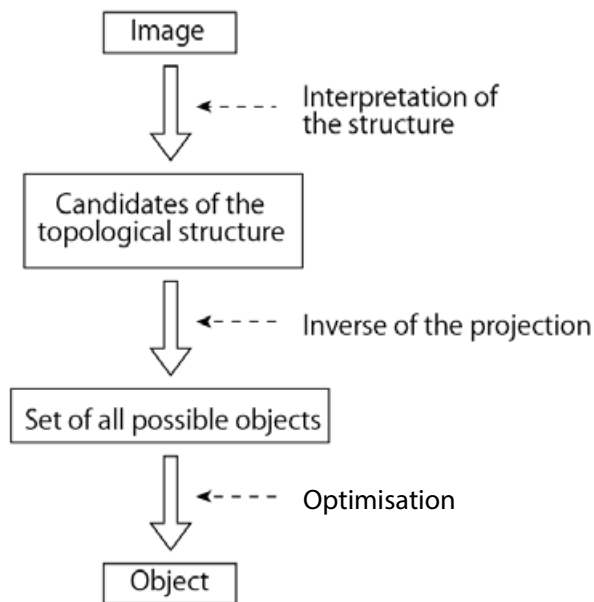 Image
Interpretation of
the structure
Candidates of the
topological structure
Inverse of the projection
Set of all possible objects
Optimisation
Object